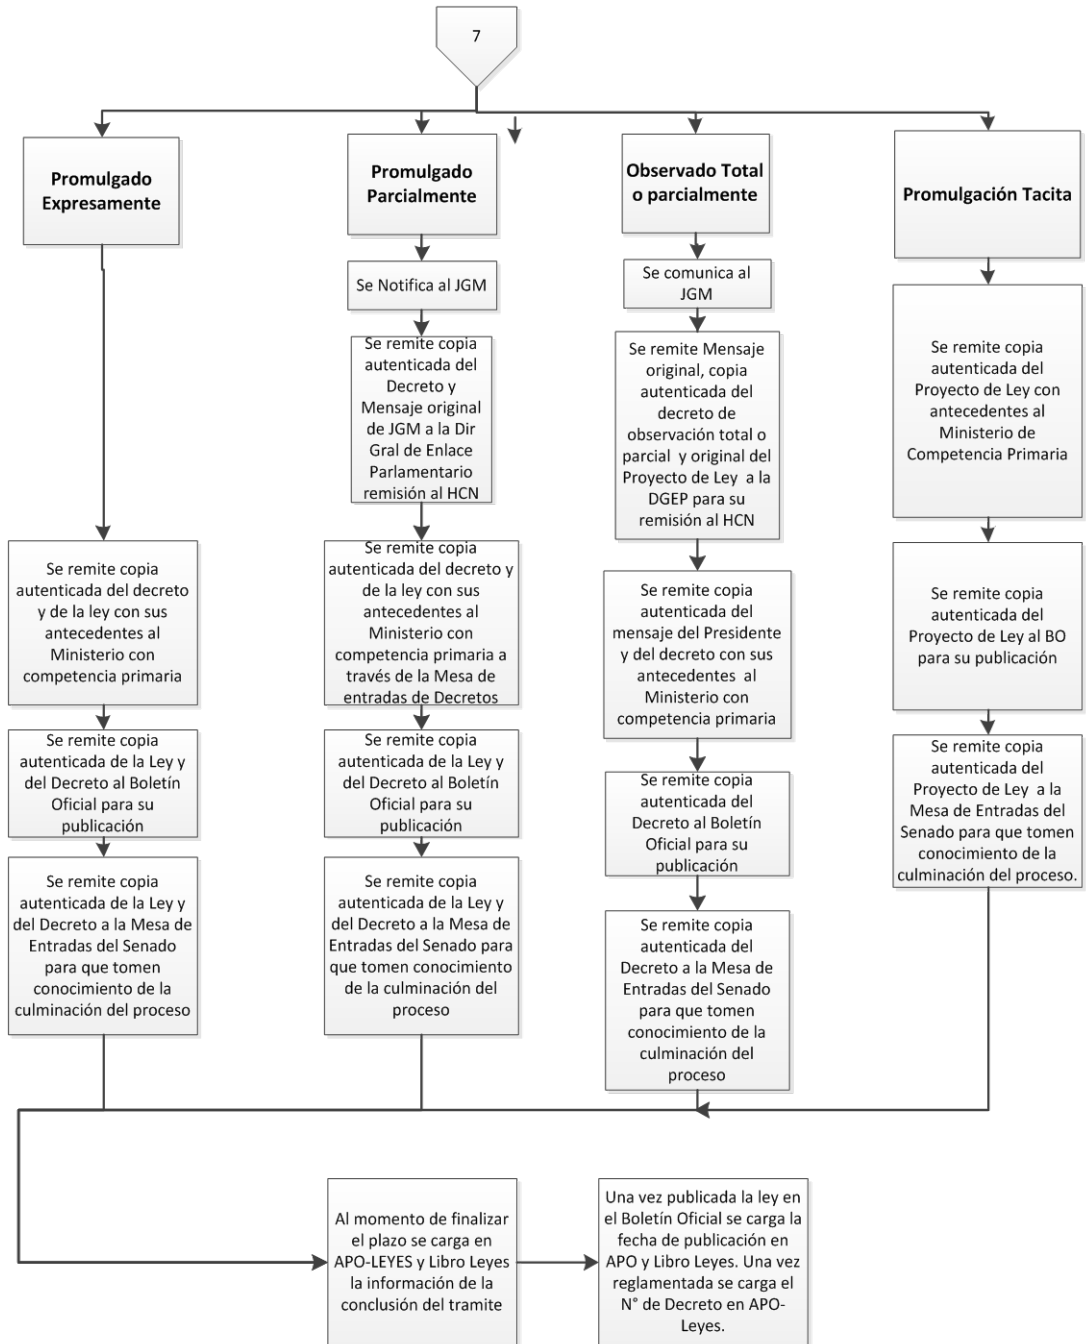 7
Promulgado
Expresamente
Se remite copia
autenticada del decreto
y de la ley con sus
antecedentes al
Ministerio con
competencia primaria
Se remite copia
autenticada de la Ley y
del Decreto al Boletín
Oficial para su
publicación
Se remite copia
autenticada de la Ley y
del Decreto a la Mesa de
Entradas del Senado
para que tomen
conocimiento de la
culminación del proceso
Promulgado
Parcialmente
Se Notifica al JGM
Se remite copia
autenticada del
Decreto y
Mensaje original
de JGM a la Dir
Gral de Enlace
Parlamentario
remisión al HCN
Se remite copia
autenticada del decreto y
de la ley con sus
antecedentes al
Ministerio con
competencia primaria a
través de la Mesa de
entradas de Decretos
Se remite copia
autenticada de la Ley y
del Decreto al Boletín
Oficial para su
publicación
Se remite copia
autenticada de la Ley y
del Decreto a la Mesa de
Entradas del Senado para
que tomen conocimiento
de la culminación del
proceso
Observado Total
o parcialmente
Se comunica al
JGM
Se remite Mensaje
original, copia
autenticada del
decreto de
observación total o
parcial y original del
Proyecto de Ley a la
DGEP para su
remisión al HCN
Se remite copia
autenticada del
mensaje del Presidente
y del decreto con sus
antecedentes al
Ministerio con
competencia primaria
Se remite copia
autenticada del
Decreto al Boletín
Oficial para su
publicación
Se remite copia
autenticada del
Decreto a la Mesa de
Entradas del Senado
para que tomen
conocimiento de la
culminación del
proceso
Promulgación Tacita
Se remite copia
autenticada del
Proyecto de Ley con
antecedentes al
Ministerio de
Competencia Primaria
Se remite copia
autenticada del
Proyecto de Ley al BO
para su publicación
Se remite copia
autenticada del
Proyecto de Ley a la
Mesa de Entradas del
Senado para que tomen
conocimiento de la
culminación del proceso.
Al momento de finalizar
el plazo se carga en
APO-LEYES y Libro Leyes
la información de la
conclusión del tramite
Una vez publicada la ley en
el Boletín Oficial se carga la
fecha de publicación en
APO y Libro Leyes. Una vez
reglamentada se carga el
N° de Decreto en APO-
Leyes.